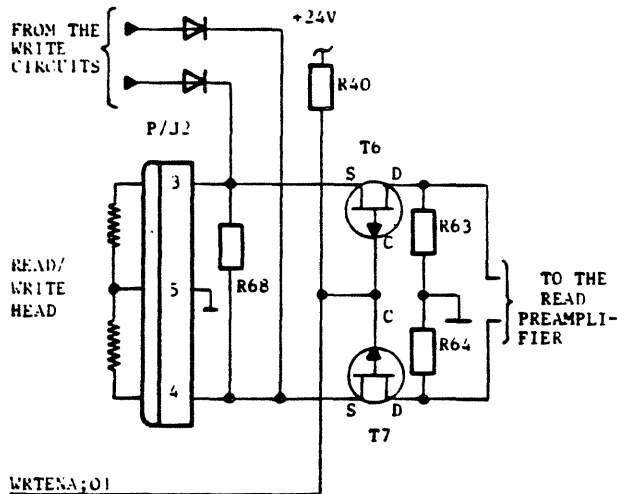 FROM THE
WRITE
CIRCUITS
+24V
R40
P/J2
T6
3
S D
C
R63
READ/
WRITE
HEAD
5
R68
TO THE
READ
PREAMPLI-
FIER
C
R64
4
S D
T7
WRTENA;01